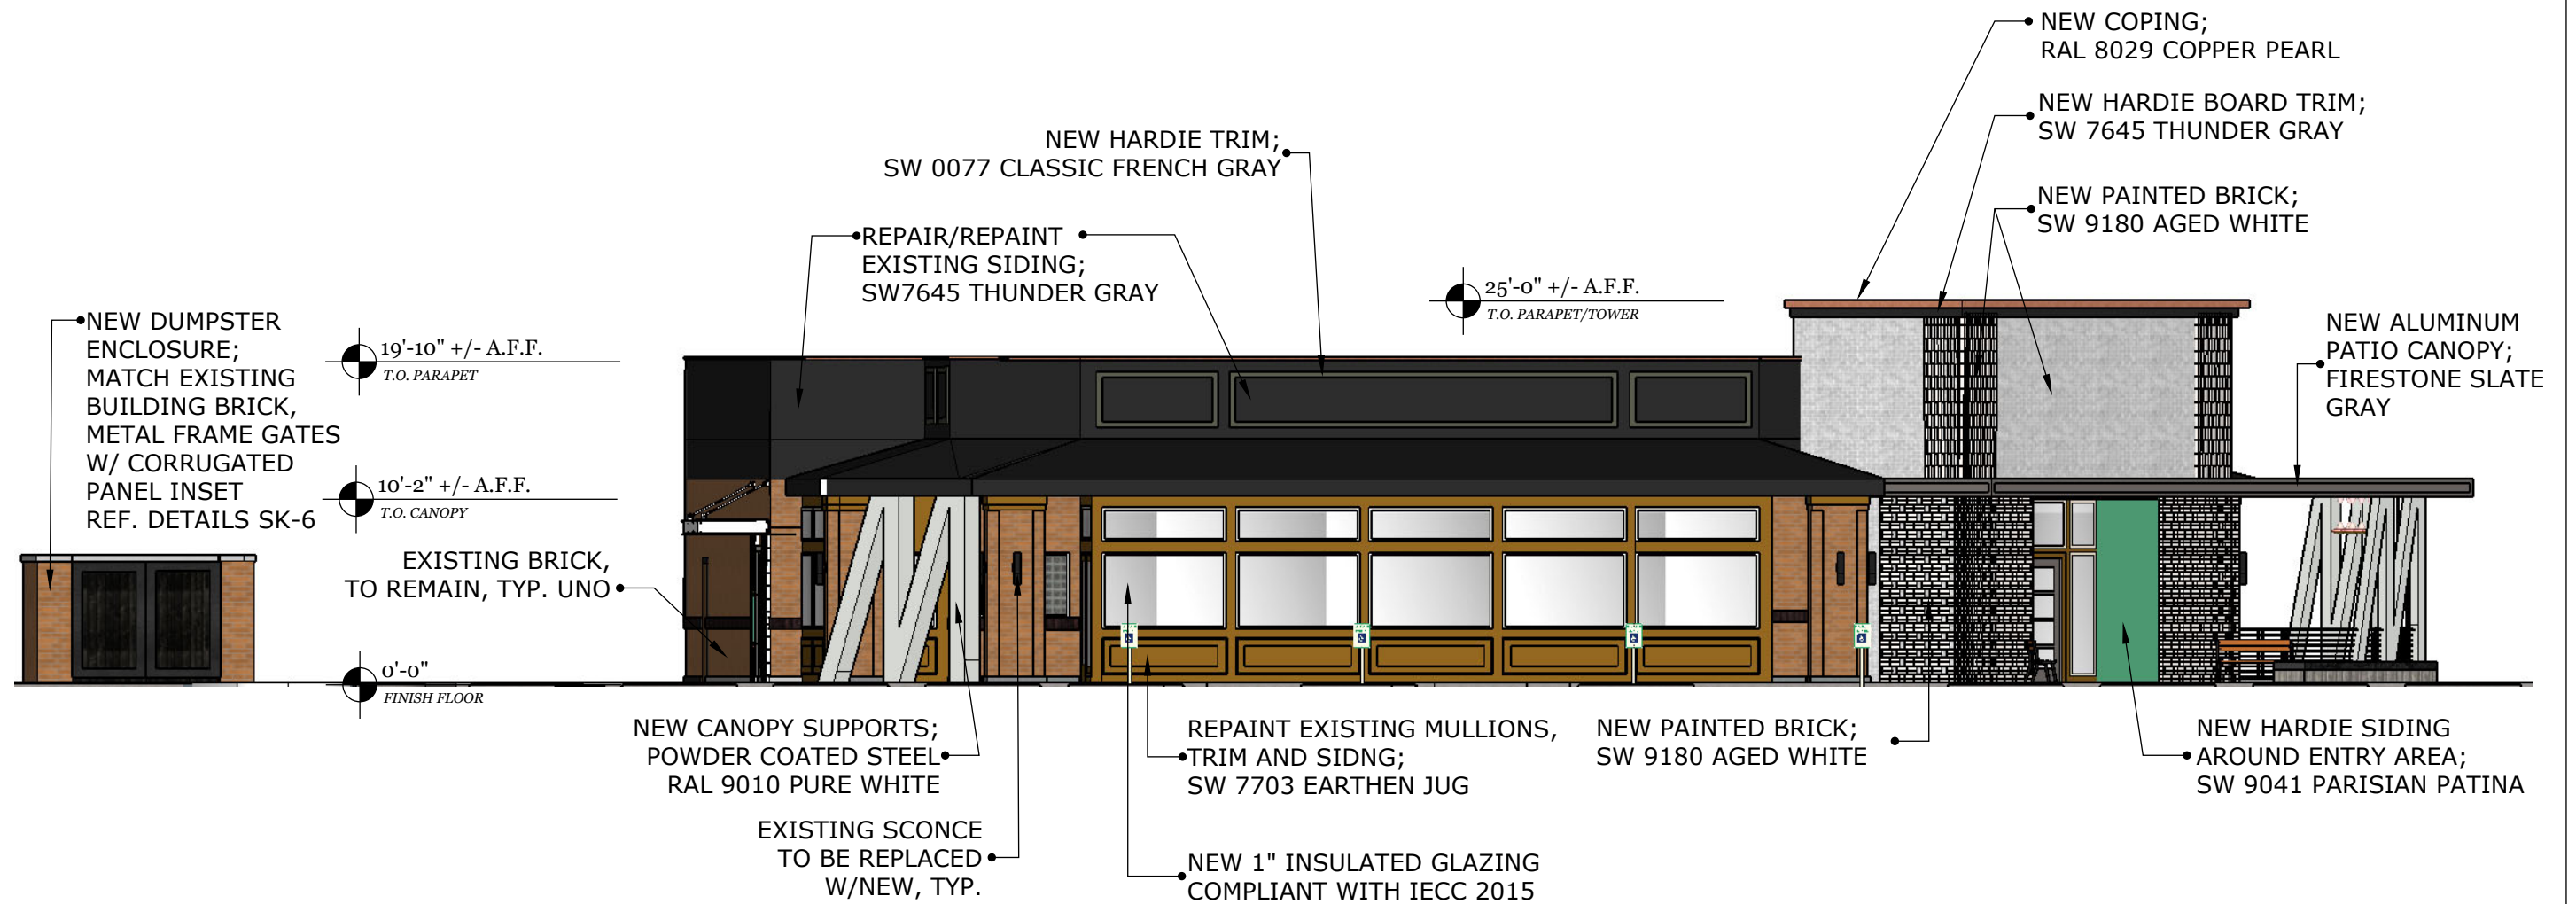 NEW COPING;
RAL 8029 COPPER PEARL
NEW HARDIE BOARD TRIM;
SW 7645 THUNDER GRAY
NEW HARDIE TRIM;
SW 0077 CLASSIC FRENCH GRAY
NEW PAINTED BRICK;
SW 9180 AGED WHITE
REPAIR/REPAINT
EXISTING SIDING;
SW7645 THUNDER GRAY
25'-0" +/- A.F.F.
T.O. PARAPET/TOWER
NEW DUMPSTER
ENCLOSURE;
MATCH EXISTING
BUILDING BRICK,
METAL FRAME GATES
W/ CORRUGATED
PANEL INSET
REF. DETAILS SK-6
19'-10" +/- A.F.F.
T.O. PARAPET
NEW ALUMINUM
PATIO CANOPY;
FIRESTONE SLATE
GRAY
10'-2" +/- A.F.F.
T.O. CANOPY
EXISTING BRICK,
TO REMAIN, TYP. UNO
0'-0"
FINISH FLOOR
NEW CANOPY SUPPORTS;
POWDER COATED STEEL
RAL 9010 PURE WHITE
REPAINT EXISTING MULLIONS,
TRIM AND SIDNG;
SW 7703 EARTHEN JUG
NEW PAINTED BRICK;
SW 9180 AGED WHITE
NEW HARDIE SIDING
AROUND ENTRY AREA;
SW 9041 PARISIAN PATINA
EXISTING SCONCE
TO BE REPLACED
W/NEW, TYP.
NEW 1" INSULATED GLAZING
COMPLIANT WITH IECC 2015